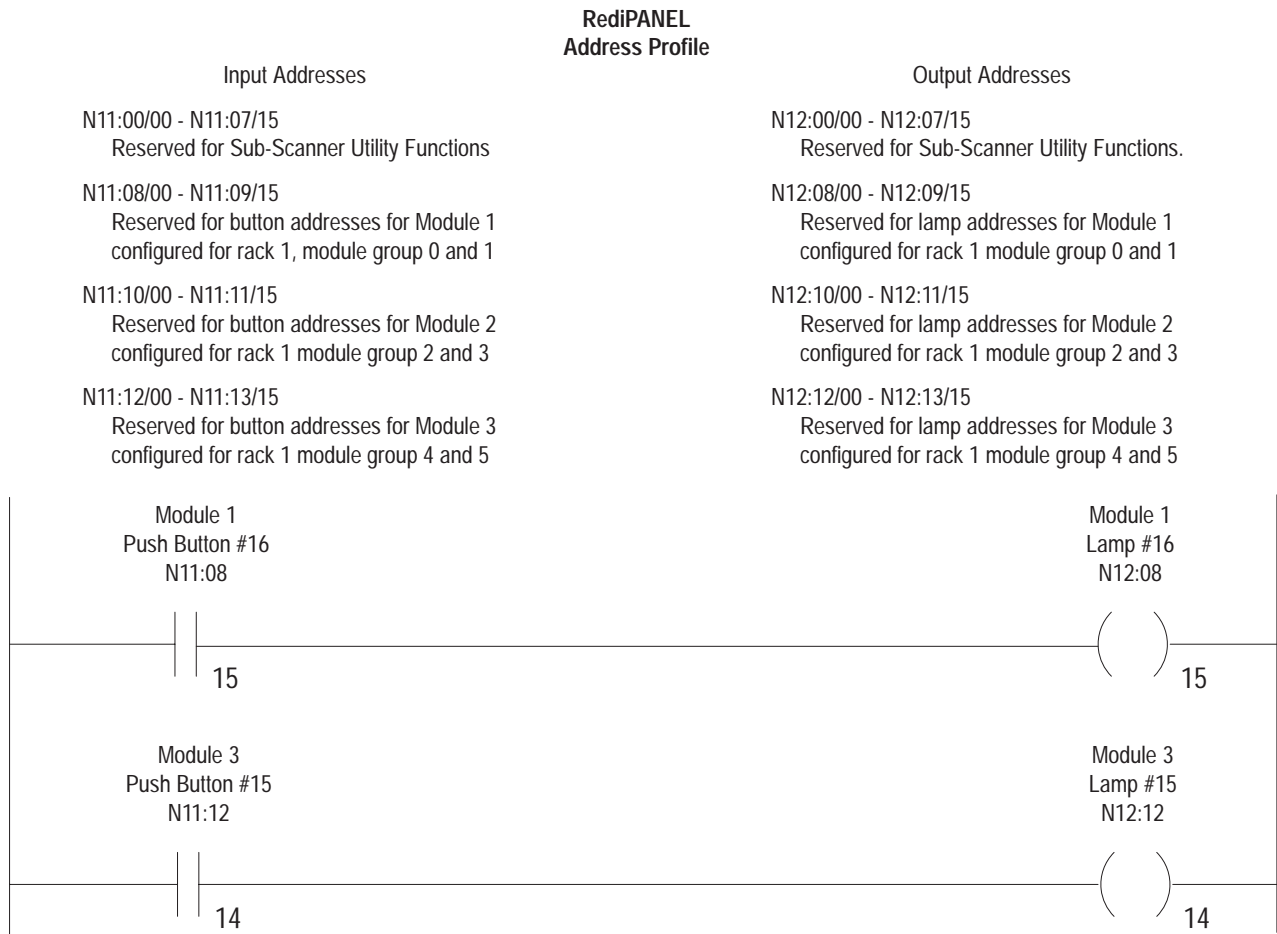 RediPANEL
Address Profile
Input Addresses
N11:00/00 - N11:07/15
Reserved for Sub-Scanner Utility Functions
N11:08/00 - N11:09/15
Reserved for button addresses for Module 1
configured for rack 1, module group 0 and 1
N11:10/00 - N11:11/15
Reserved for button addresses for Module 2
configured for rack 1 module group 2 and 3
N11:12/00 - N11:13/15
Reserved for button addresses for Module 3
configured for rack 1 module group 4 and 5
Output Addresses
N12:00/00 - N12:07/15
Reserved for Sub-Scanner Utility Functions.
N12:08/00 - N12:09/15
Reserved for lamp addresses for Module 1
configured for rack 1 module group 0 and 1
N12:10/00 - N12:11/15
Reserved for lamp addresses for Module 2
configured for rack 1 module group 2 and 3
N12:12/00 - N12:13/15
Reserved for lamp addresses for Module 3
configured for rack 1 module group 4 and 5
Module 1
Push Button #16
N11:08
15
Module 1
Lamp #16
N12:08
15
Module 3
Push Button #15
N11:12
14
Module 3
Lamp #15
N12:12
14